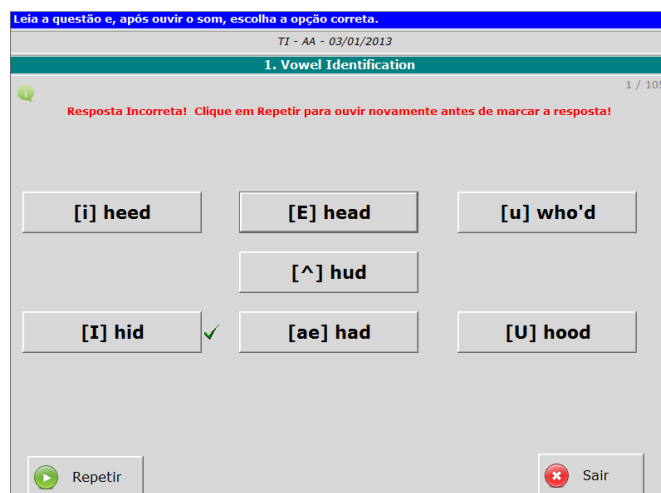 Leia a questão e, após ouvir o som, escolha a opção correta.
TI - AA - 03/01/2013
1. Vowel Identification
1 / 105
Resposta Incorreta! Clique em Repetir para ouvir novamente antes de marcar a resposta!
[i] heed
[E] head
[u] who'd
[^] hud
[I] hid
[ae] had
[U] hood
Repetir
Sair